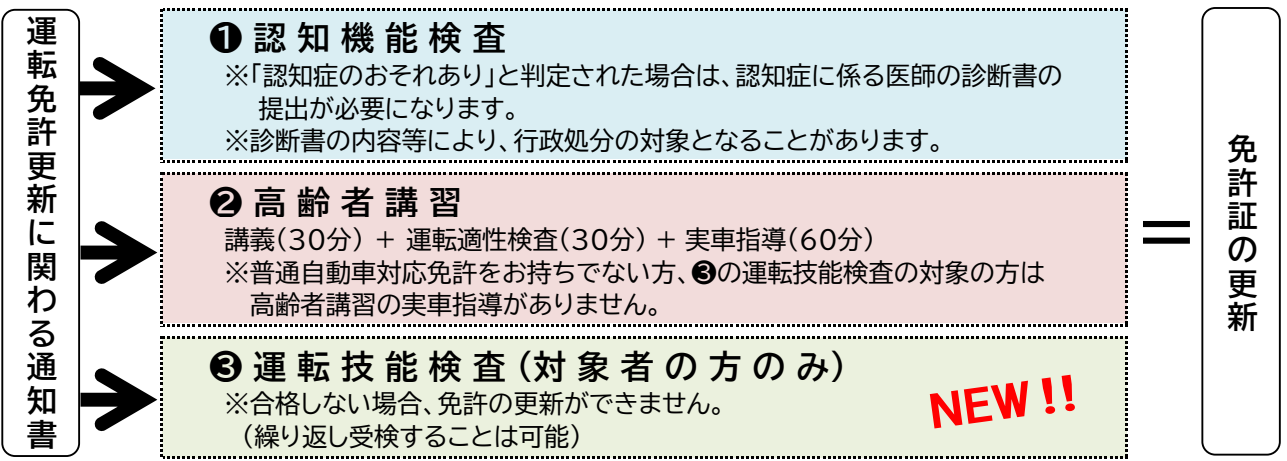 運転免許更新に関わる通知書
❶ 認知機能検査
※「認知症のおそれあり」と判定された場合は、認知症に係る医師の診断書の
提出が必要になります。
※診断書の内容等により、行政処分の対象となることがあります。
❷ 高齢者講習
講義(30分) + 運転適性検査(30分) + 実車指導(60分)
※普通自動車対応免許をお持ちでない方、❸の運転技能検査の対象の方は
高齢者講習の実車指導がありません。
❸ 運転技能検査(対象者の方のみ)
※合格しない場合、免許の更新ができません。
(繰り返し受検することは可能)
NEW!!
=
免許証の更新